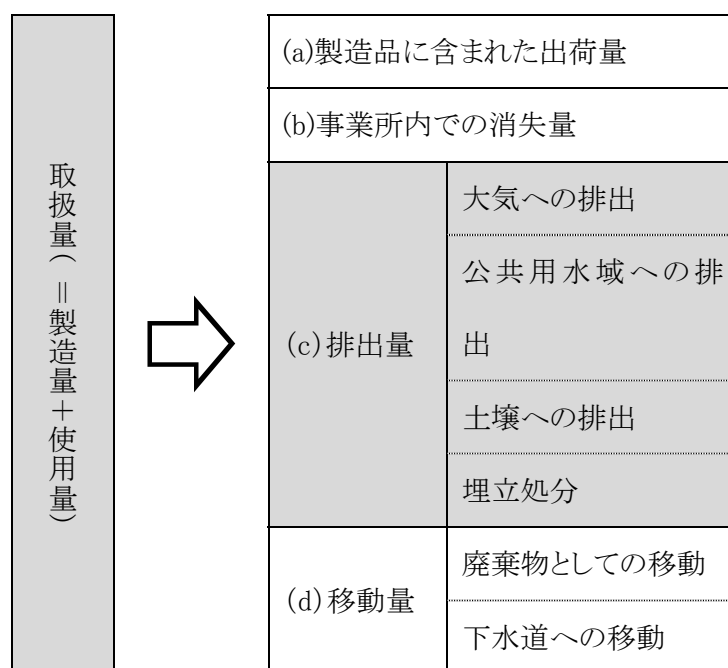 取扱量(=製造量+使用量)
(a)製造品に含まれた出荷量
(b)事業所内での消失量
(c)排出量
大気への排出
公共用水域への排
出
土壌への排出
埋立処分
(d)移動量
廃棄物としての移動
下水道への移動